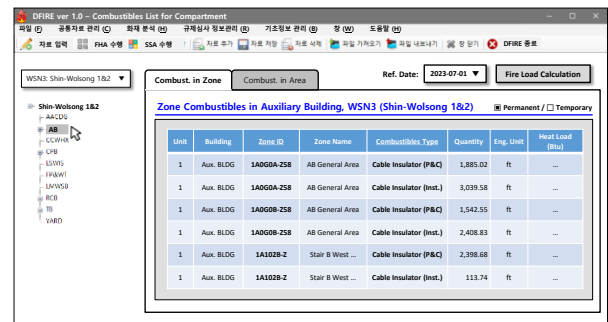 DFIRE ver 1.0 – Combustibles List for Compartment
파일 (F) 공통자료 관리 (C) 화재 분석 (H) 규제심사 정보관리 (R) 기초정보 관리 (B) 창 (W) 도움말 (H)
자료 입력 FHA 수행 SSA 수행 자료 추가 자료 저장 자료 삭제 파일 가져오기 파일 내보내기 창 닫기 DFIRE 종료
WSN3: Shin-Wolsong 1&2 ▼
Combust. in Zone Combust. in Area Ref. Date: 2023-07-01 ▼ Fire Load Calculation
Shin-Wolsong 1&2
AACDG
AB
CCWHX
CPB
ESWIS
FP&WT
LMWSB
RCB
TB
YARD
Zone Combustibles in Auxiliary Building, WSN3 (Shin-Wolsong 1&2) ▣ Permanent / ☐ Temporary
Unit Building Zone ID Zone Name Combustibles Type Quantity Eng. Unit Heat Load (Btu)
1 Aux. BLDG 1A0G0A-Z58 AB General Area Cable Insulator (P&C) 1,885.02 ft ...
1 Aux. BLDG 1A0G0A-Z58 AB General Area Cable Insulator (Inst.) 3,039.58 ft ...
1 Aux. BLDG 1A0G0B-Z58 AB General Area Cable Insulator (P&C) 1,542.55 ft ...
1 Aux. BLDG 1A0G0B-Z58 AB General Area Cable Insulator (Inst.) 2,408.83 ft ...
1 Aux. BLDG 1A102B-Z Stair B West ... Cable Insulator (P&C) 2,398.68 ft ...
1 Aux. BLDG 1A102B-Z Stair B West ... Cable Insulator (Inst.) 113.74 ft ...